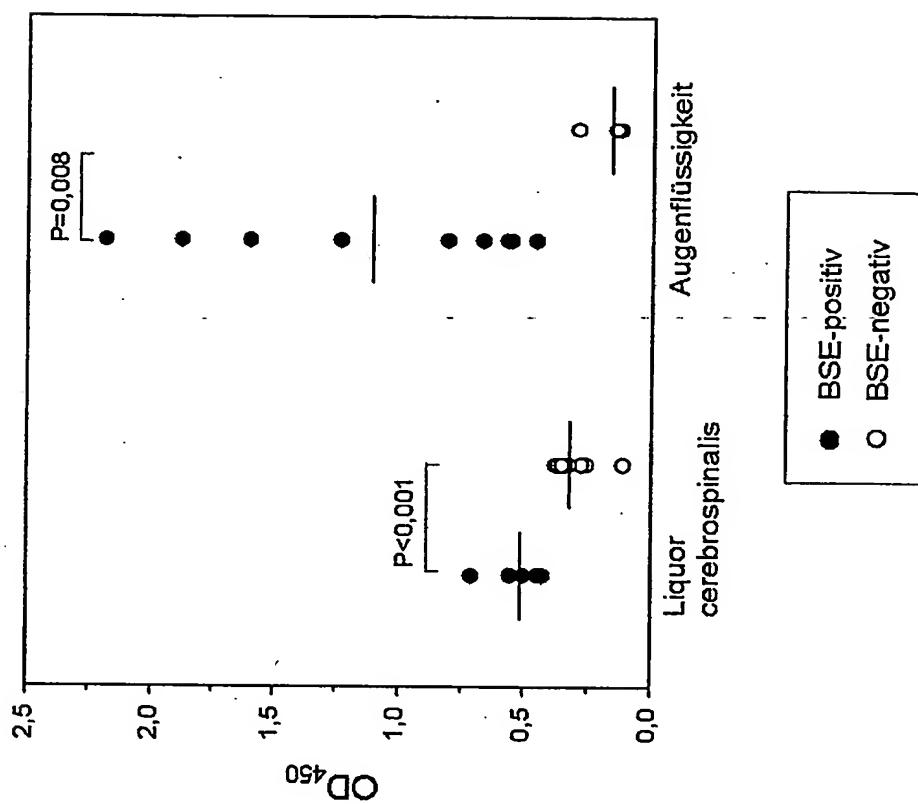 2,5
2,0
1,5
1,0
0,5
0,0
OD450
P=0,008
P<0,001
Liquor
cerebrospinalis
Augenflüssigkeit
BSE-positiv
BSE-negativ